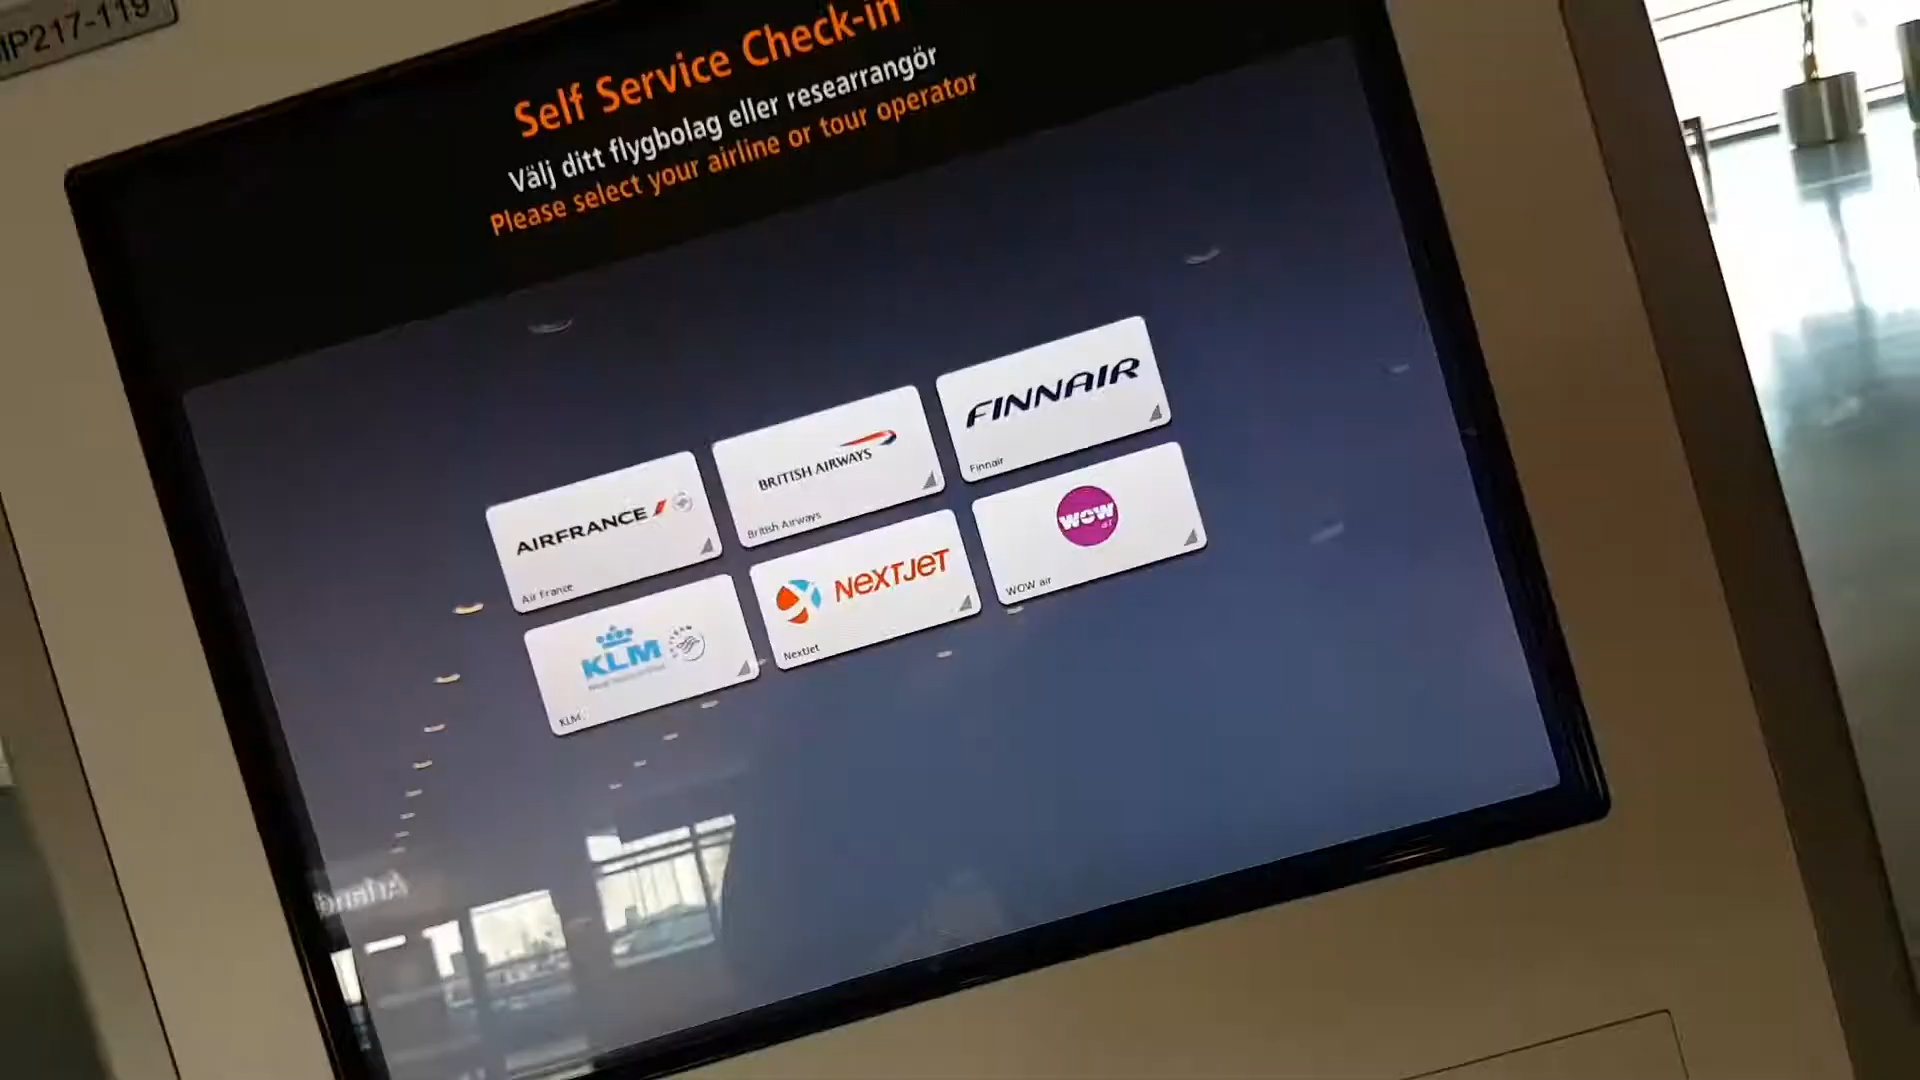 IP217-119
Self Service Check-in
Välj ditt flygbolag eller researrangör
Please select your airline or tour operator
AIRFRANCE
Air France
BRITISH AIRWAYS
British Airways
FINNAIR
Finnair
KLM
KLM
NEXTJET
NextJet
WOW
air
WOW air